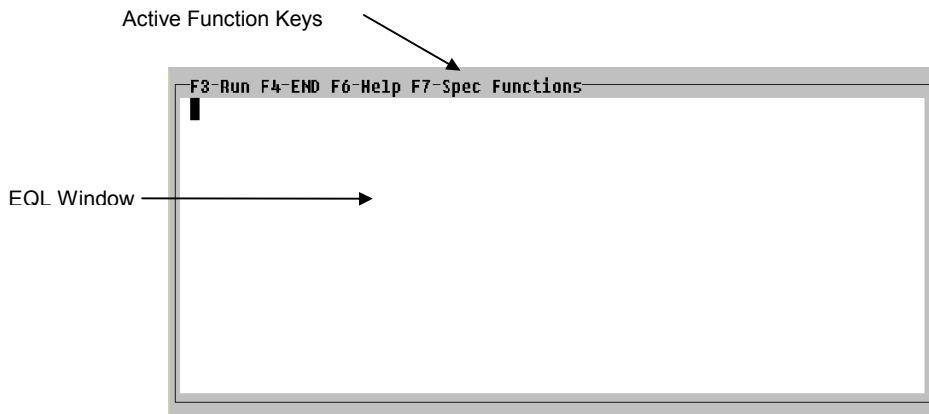 Active Function Keys
F3-Run F4-END F6-Help F7-Spec Functions
EQL Window